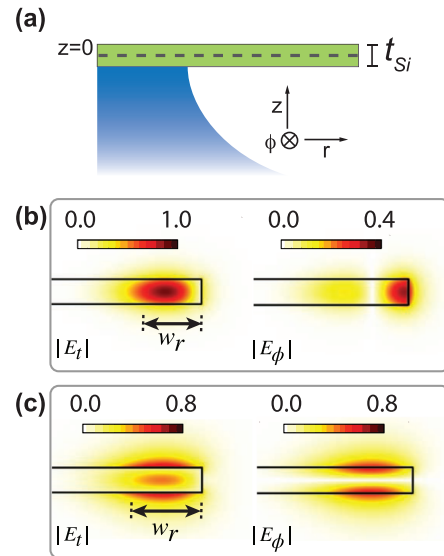 (a)
z=0
t_Si
z
ϕ
r
(b)
0.0 1.0 0.0 0.4
w_r
|E_t| |E_ϕ|
(c)
0.0 0.8 0.0 0.8
w_r
|E_t| |E_ϕ|